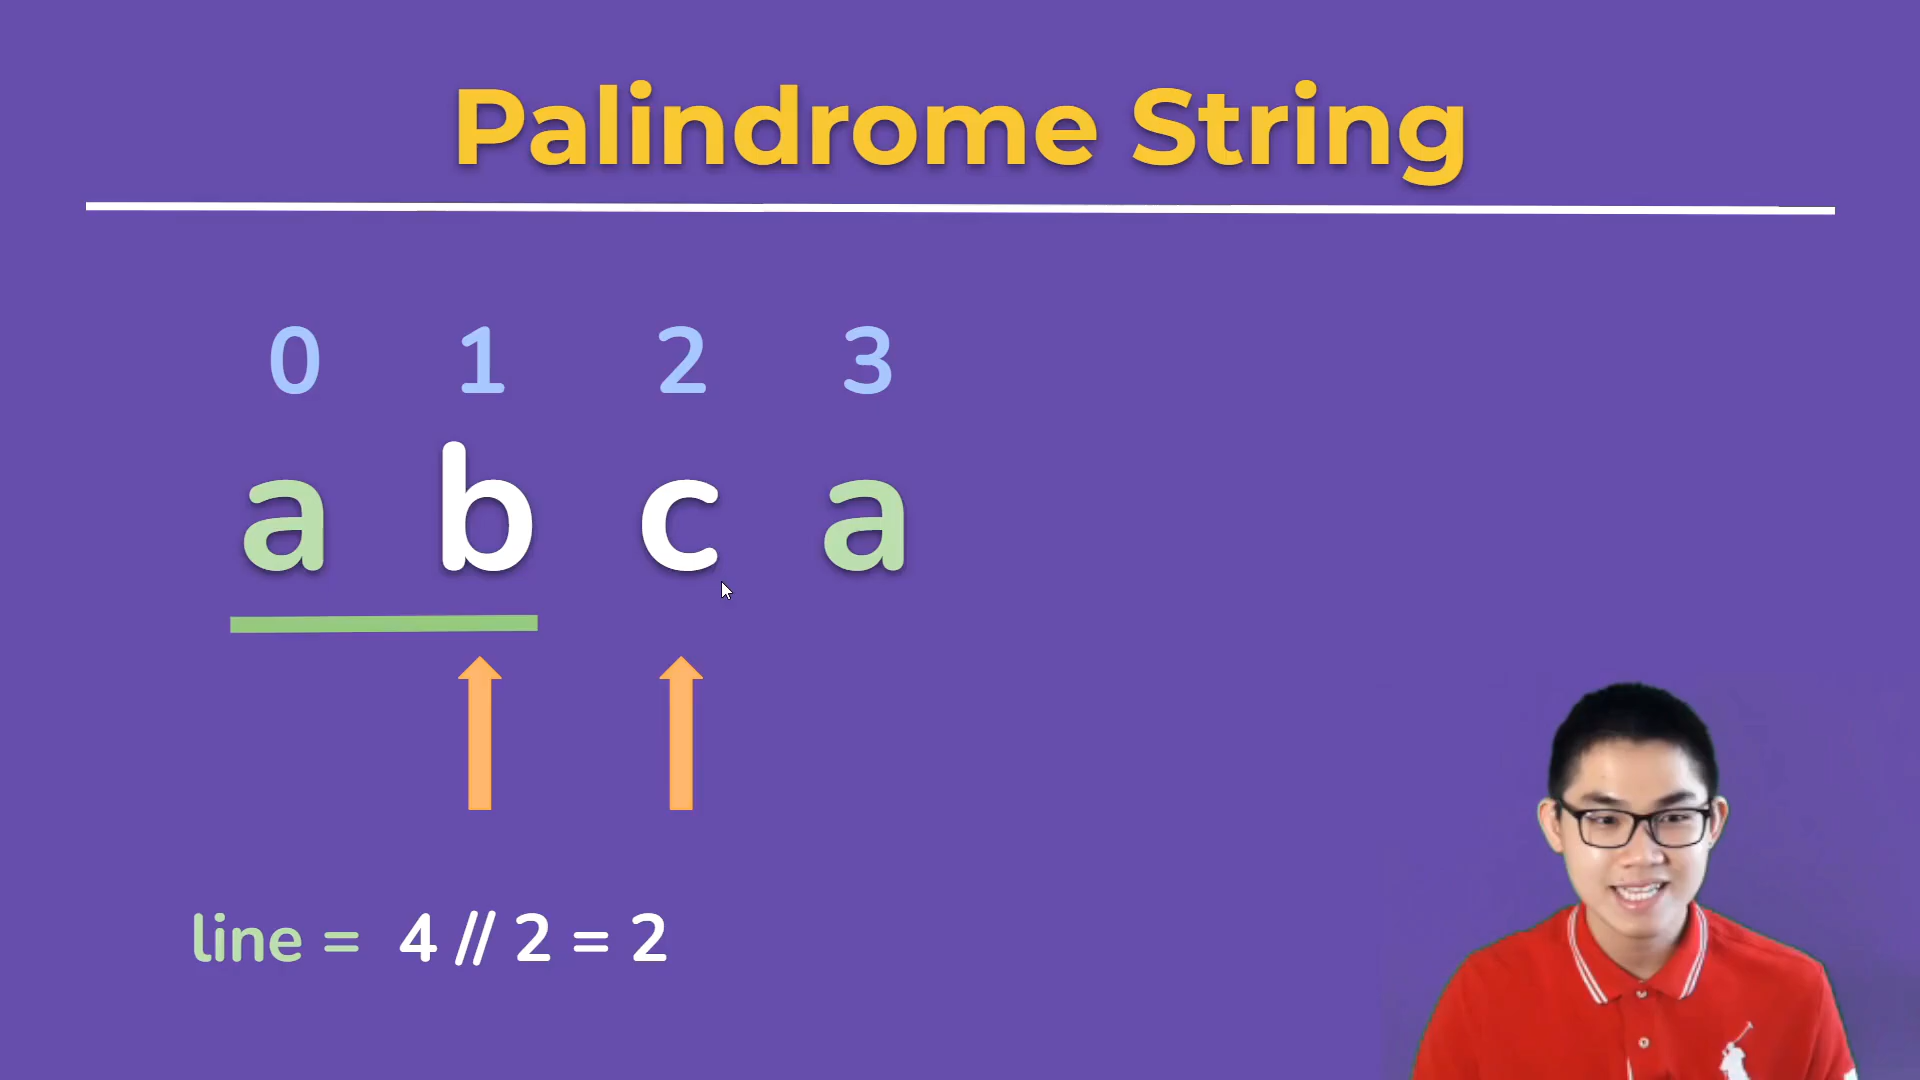 Palindrome String
0 1 2 3
a b c a
line = 4 // 2 = 2